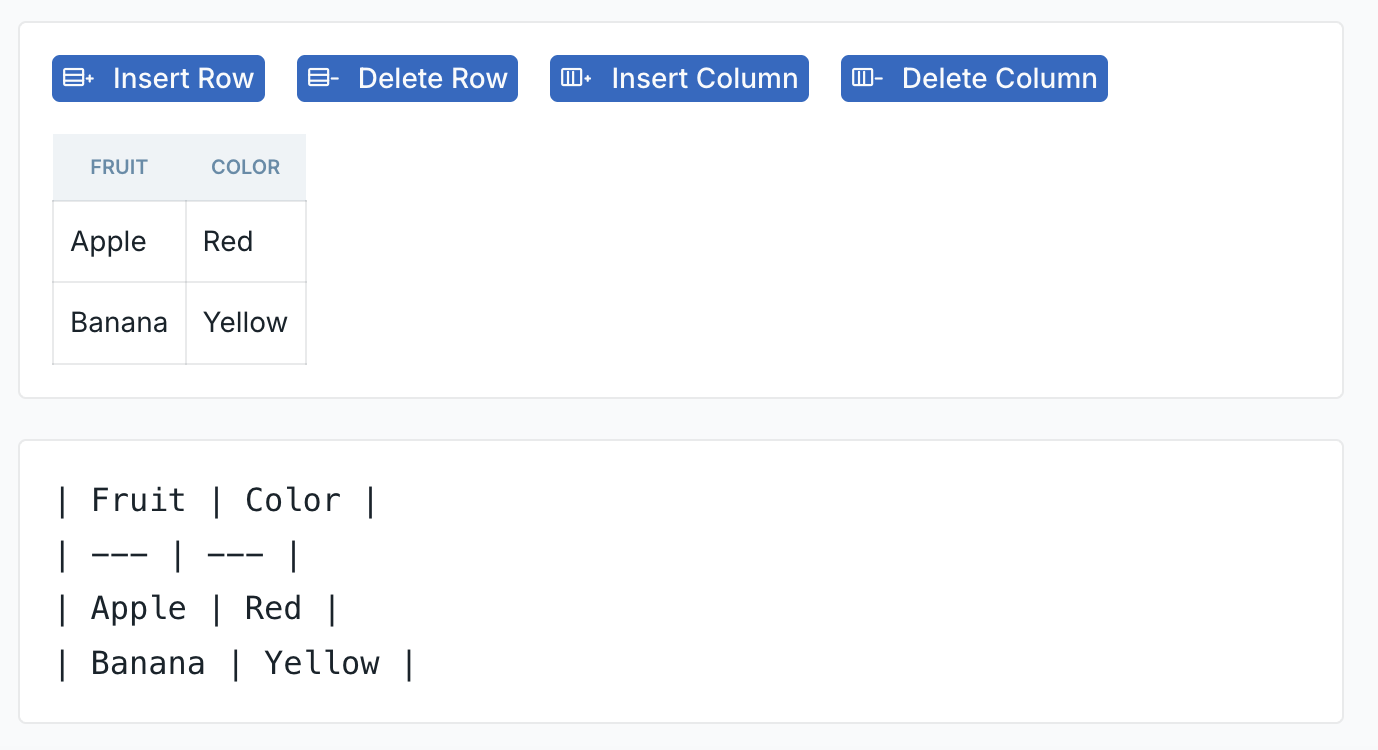 Insert Row Delete Row Insert Column Delete Column
FRUIT COLOR
Apple Red
Banana Yellow
| Fruit | Color |
| --- | --- |
| Apple | Red |
| Banana | Yellow |